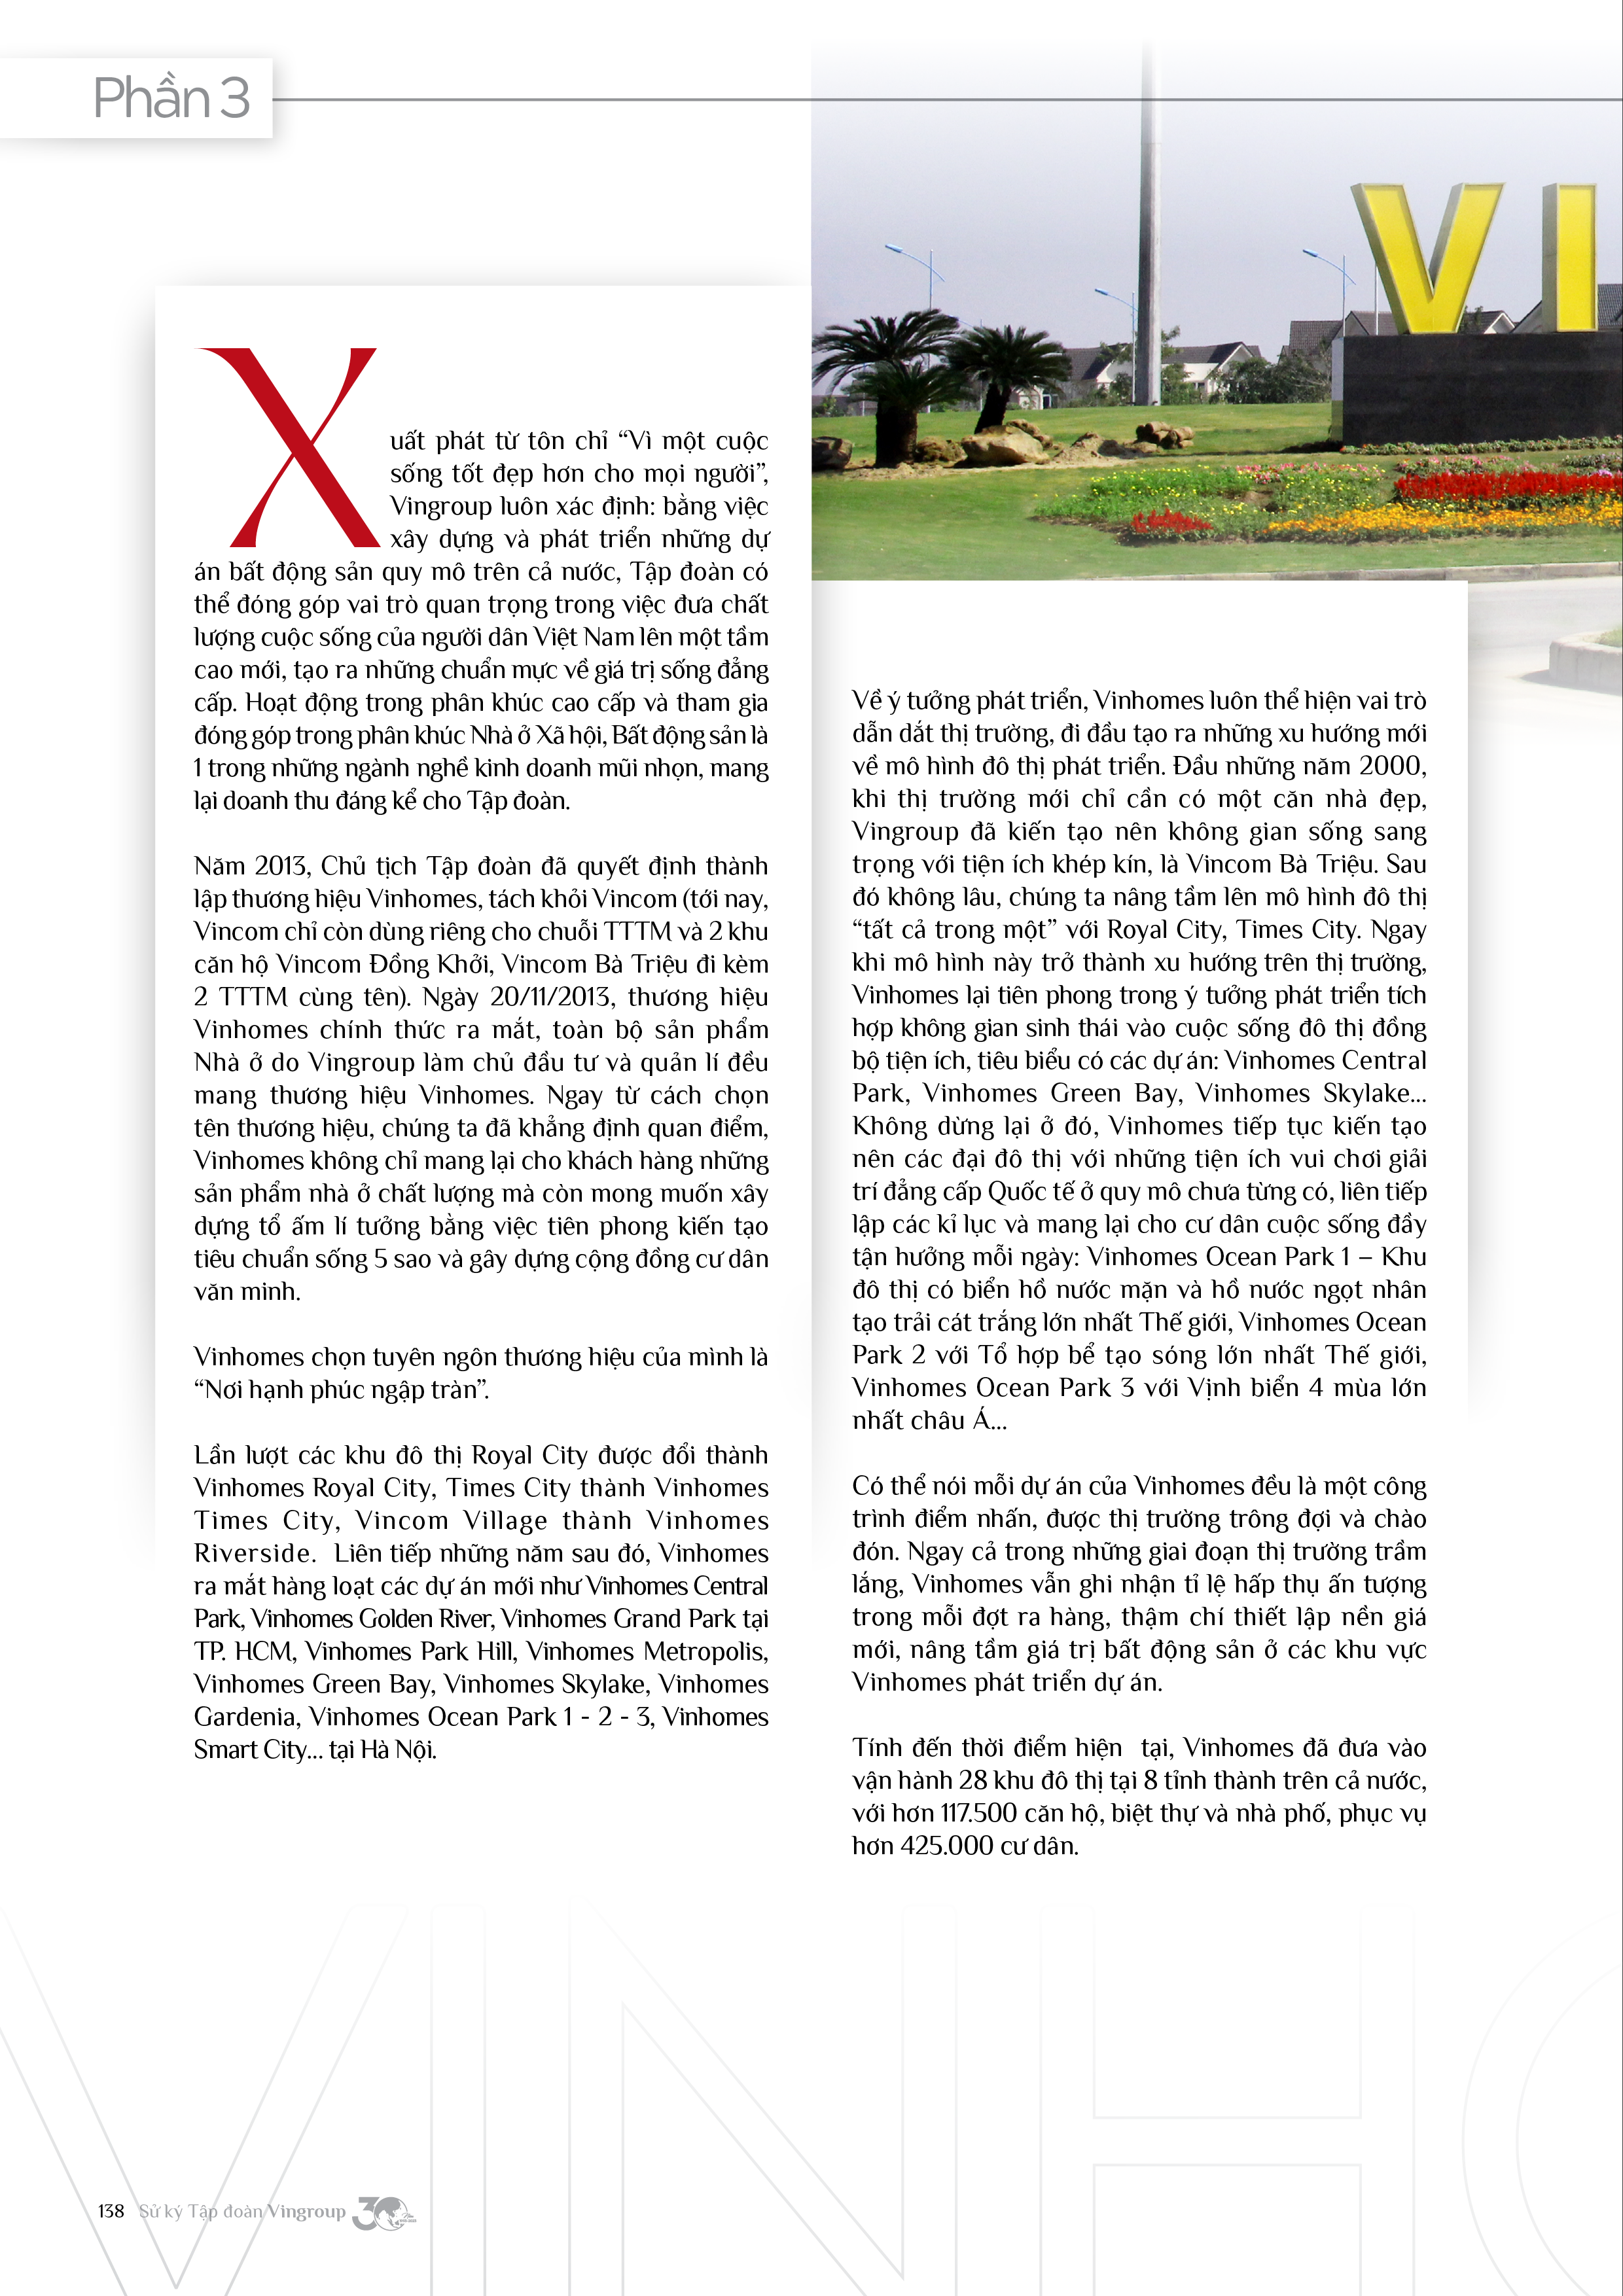 Phần 3
VI
Xuất phát từ tôn chỉ “Vì một cuộc
sống tốt đẹp hơn cho mọi người”,
Vingroup luôn xác định: bằng việc
xây dựng và phát triển những dự
án bất động sản quy mô trên cả nước, Tập đoàn có
thể đóng góp vai trò quan trọng trong việc đưa chất
lượng cuộc sống của người dân Việt Nam lên một tầm
cao mới, tạo ra những chuẩn mực về giá trị sống đẳng
cấp. Hoạt động trong phân khúc cao cấp và tham gia
đóng góp trong phân khúc Nhà ở Xã hội, Bất động sản là
1 trong những ngành nghề kinh doanh mũi nhọn, mang
lại doanh thu đáng kể cho Tập đoàn.
Năm 2013, Chủ tịch Tập đoàn đã quyết định thành
lập thương hiệu Vinhomes, tách khỏi Vincom (tới nay,
Vincom chỉ còn dùng riêng cho chuỗi TTTM và 2 khu
căn hộ Vincom Đồng Khởi, Vincom Bà Triệu đi kèm
2 TTTM cùng tên). Ngày 20/11/2013, thương hiệu
Vinhomes chính thức ra mắt, toàn bộ sản phẩm
Nhà ở do Vingroup làm chủ đầu tư và quản lí đều
mang thương hiệu Vinhomes. Ngay từ cách chọn
tên thương hiệu, chúng ta đã khẳng định quan điểm,
Vinhomes không chỉ mang lại cho khách hàng những
sản phẩm nhà ở chất lượng mà còn mong muốn xây
dựng tổ ấm lí tưởng bằng việc tiên phong kiến tạo
tiêu chuẩn sống 5 sao và gây dựng cộng đồng cư dân
văn minh.
Vinhomes chọn tuyên ngôn thương hiệu của mình là
“Nơi hạnh phúc ngập tràn”.
Lần lượt các khu đô thị Royal City được đổi thành
Vinhomes Royal City, Times City thành Vinhomes
Times City, Vincom Village thành Vinhomes
Riverside. Liên tiếp những năm sau đó, Vinhomes
ra mắt hàng loạt các dự án mới như Vinhomes Central
Park, Vinhomes Golden River, Vinhomes Grand Park tại
TP. HCM, Vinhomes Park Hill, Vinhomes Metropolis,
Vinhomes Green Bay, Vinhomes Skylake, Vinhomes
Gardenia, Vinhomes Ocean Park 1 - 2 - 3, Vinhomes
Smart City... tại Hà Nội.
Về ý tưởng phát triển, Vinhomes luôn thể hiện vai trò
dẫn dắt thị trường, đi đầu tạo ra những xu hướng mới
về mô hình đô thị phát triển. Đầu những năm 2000,
khi thị trường mới chỉ cần có một căn nhà đẹp,
Vingroup đã kiến tạo nên không gian sống sang
trọng với tiện ích khép kín, là Vincom Bà Triệu. Sau
đó không lâu, chúng ta nâng tầm lên mô hình đô thị
“tất cả trong một” với Royal City, Times City. Ngay
khi mô hình này trở thành xu hướng trên thị trường,
Vinhomes lại tiên phong trong ý tưởng phát triển tích
hợp không gian sinh thái vào cuộc sống đô thị đồng
bộ tiện ích, tiêu biểu có các dự án: Vinhomes Central
Park, Vinhomes Green Bay, Vinhomes Skylake...
Không dừng lại ở đó, Vinhomes tiếp tục kiến tạo
nên các đại đô thị với những tiện ích vui chơi giải
trí đẳng cấp Quốc tế ở quy mô chưa từng có, liên tiếp
lập các kỉ lục và mang lại cho cư dân cuộc sống đầy
tận hưởng mỗi ngày: Vinhomes Ocean Park 1 – Khu
đô thị có biển hồ nước mặn và hồ nước ngọt nhân
tạo trải cát trắng lớn nhất Thế giới, Vinhomes Ocean
Park 2 với Tổ hợp bể tạo sóng lớn nhất Thế giới,
Vinhomes Ocean Park 3 với Vịnh biển 4 mùa lớn
nhất châu Á...
Có thể nói mỗi dự án của Vinhomes đều là một công
trình điểm nhấn, được thị trường trông đợi và chào
đón. Ngay cả trong những giai đoạn thị trường trầm
lắng, Vinhomes vẫn ghi nhận tỉ lệ hấp thụ ấn tượng
trong mỗi đợt ra hàng, thậm chí thiết lập nền giá
mới, nâng tầm giá trị bất động sản ở các khu vực
Vinhomes phát triển dự án.
Tính đến thời điểm hiện tại, Vinhomes đã đưa vào
vận hành 28 khu đô thị tại 8 tỉnh thành trên cả nước,
với hơn 117.500 căn hộ, biệt thự và nhà phố, phục vụ
hơn 425.000 cư dân.
VINHO
138 Sử ký Tập đoàn Vingroup 30